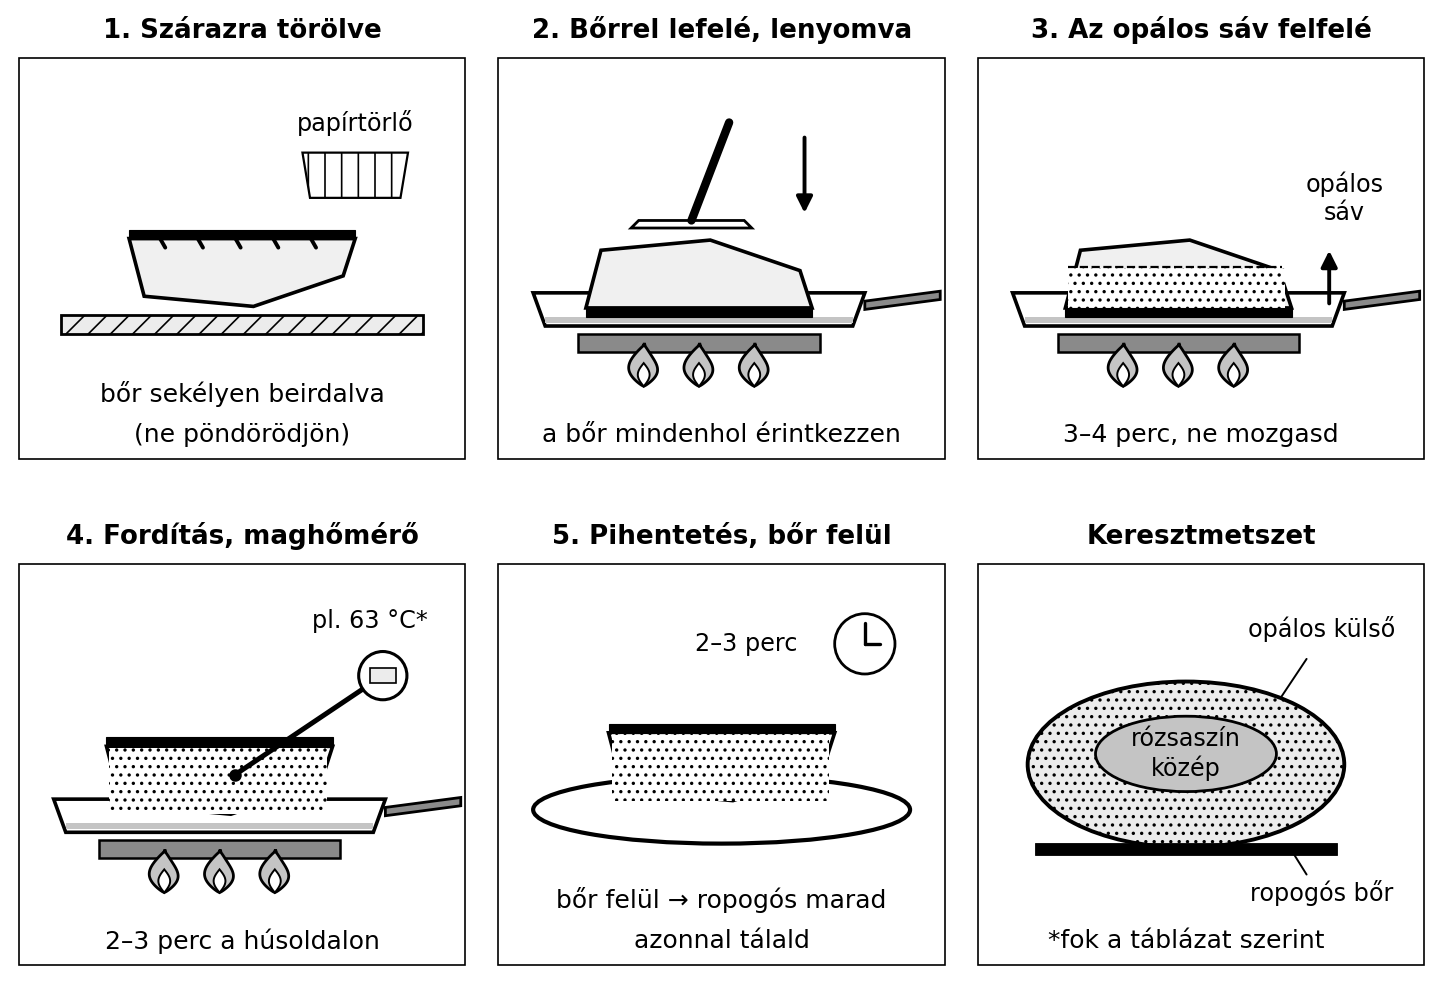 1. Szárazra törölve
papírtörlő
bőr sekélyen beirdalva
(ne pöndörödjön)
2. Bőrrel lefelé, lenyomva
a bőr mindenhol érintkezzen
3. Az opálos sáv felfelé
opálos
sáv
3–4 perc, ne mozgasd
4. Fordítás, maghőmérő
pl. 63 °C*
2–3 perc a húsoldalon
5. Pihentetés, bőr felül
2–3 perc
bőr felül → ropogós marad
azonnal tálald
Keresztmetszet
opálos külső
rózsaszín
közép
ropogós bőr
*fok a táblázat szerint